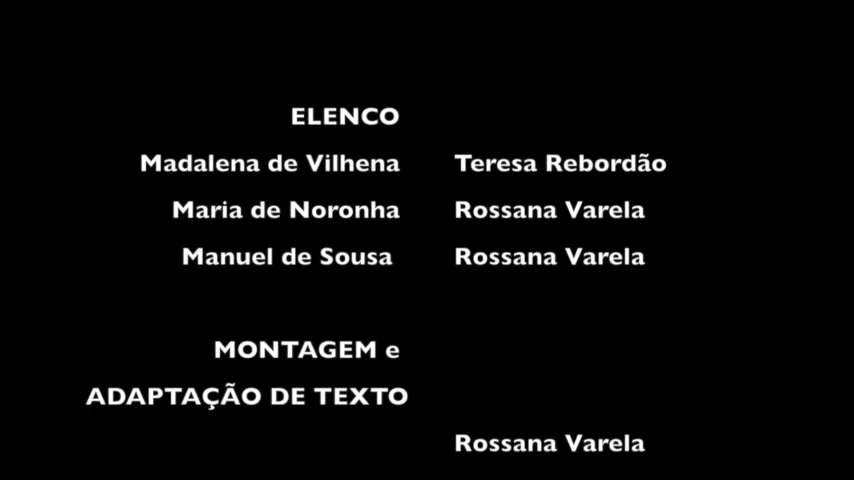 ELENCO
Madalena de Vilhena Teresa Rebordão
Maria de Noronha Rossana Varela
Manuel de Sousa Rossana Varela
MONTAGEM e
ADAPTAÇÃO DE TEXTO
Rossana Varela